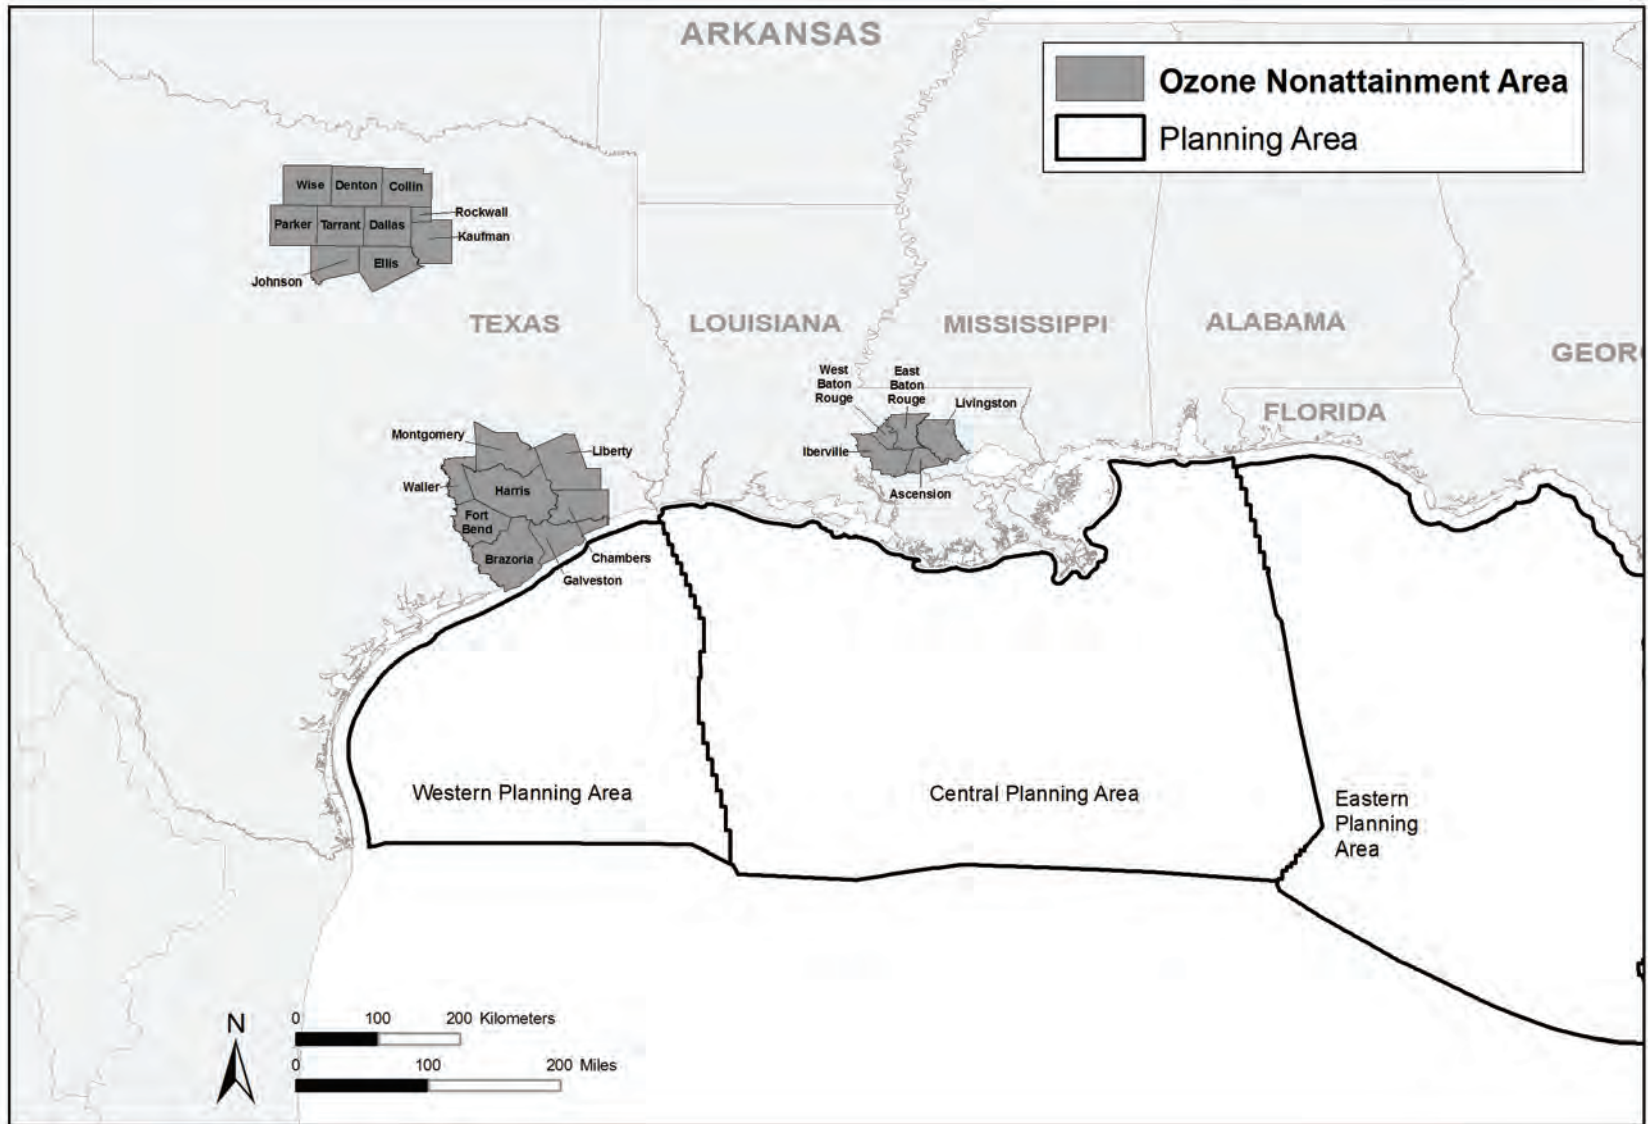 ARKANSAS
Ozone Nonattainment Area
Planning Area
Wise
Denton
Collin
Rockwall
Parker
Tarrant
Dallas
Kaufman
Ellis
Johnson
TEXAS
LOUISIANA
MISSISSIPPI
ALABAMA
GEOR
FLORIDA
West
Baton
Rouge
East
Baton
Rouge
Livingston
Iberville
Ascension
Montgomery
Liberty
Waller
Harris
Fort
Bend
Brazoria
Chambers
Galveston
Western Planning Area
Central Planning Area
Eastern
Planning
Area
N
0 100 200 Kilometers
0 100 200 Miles